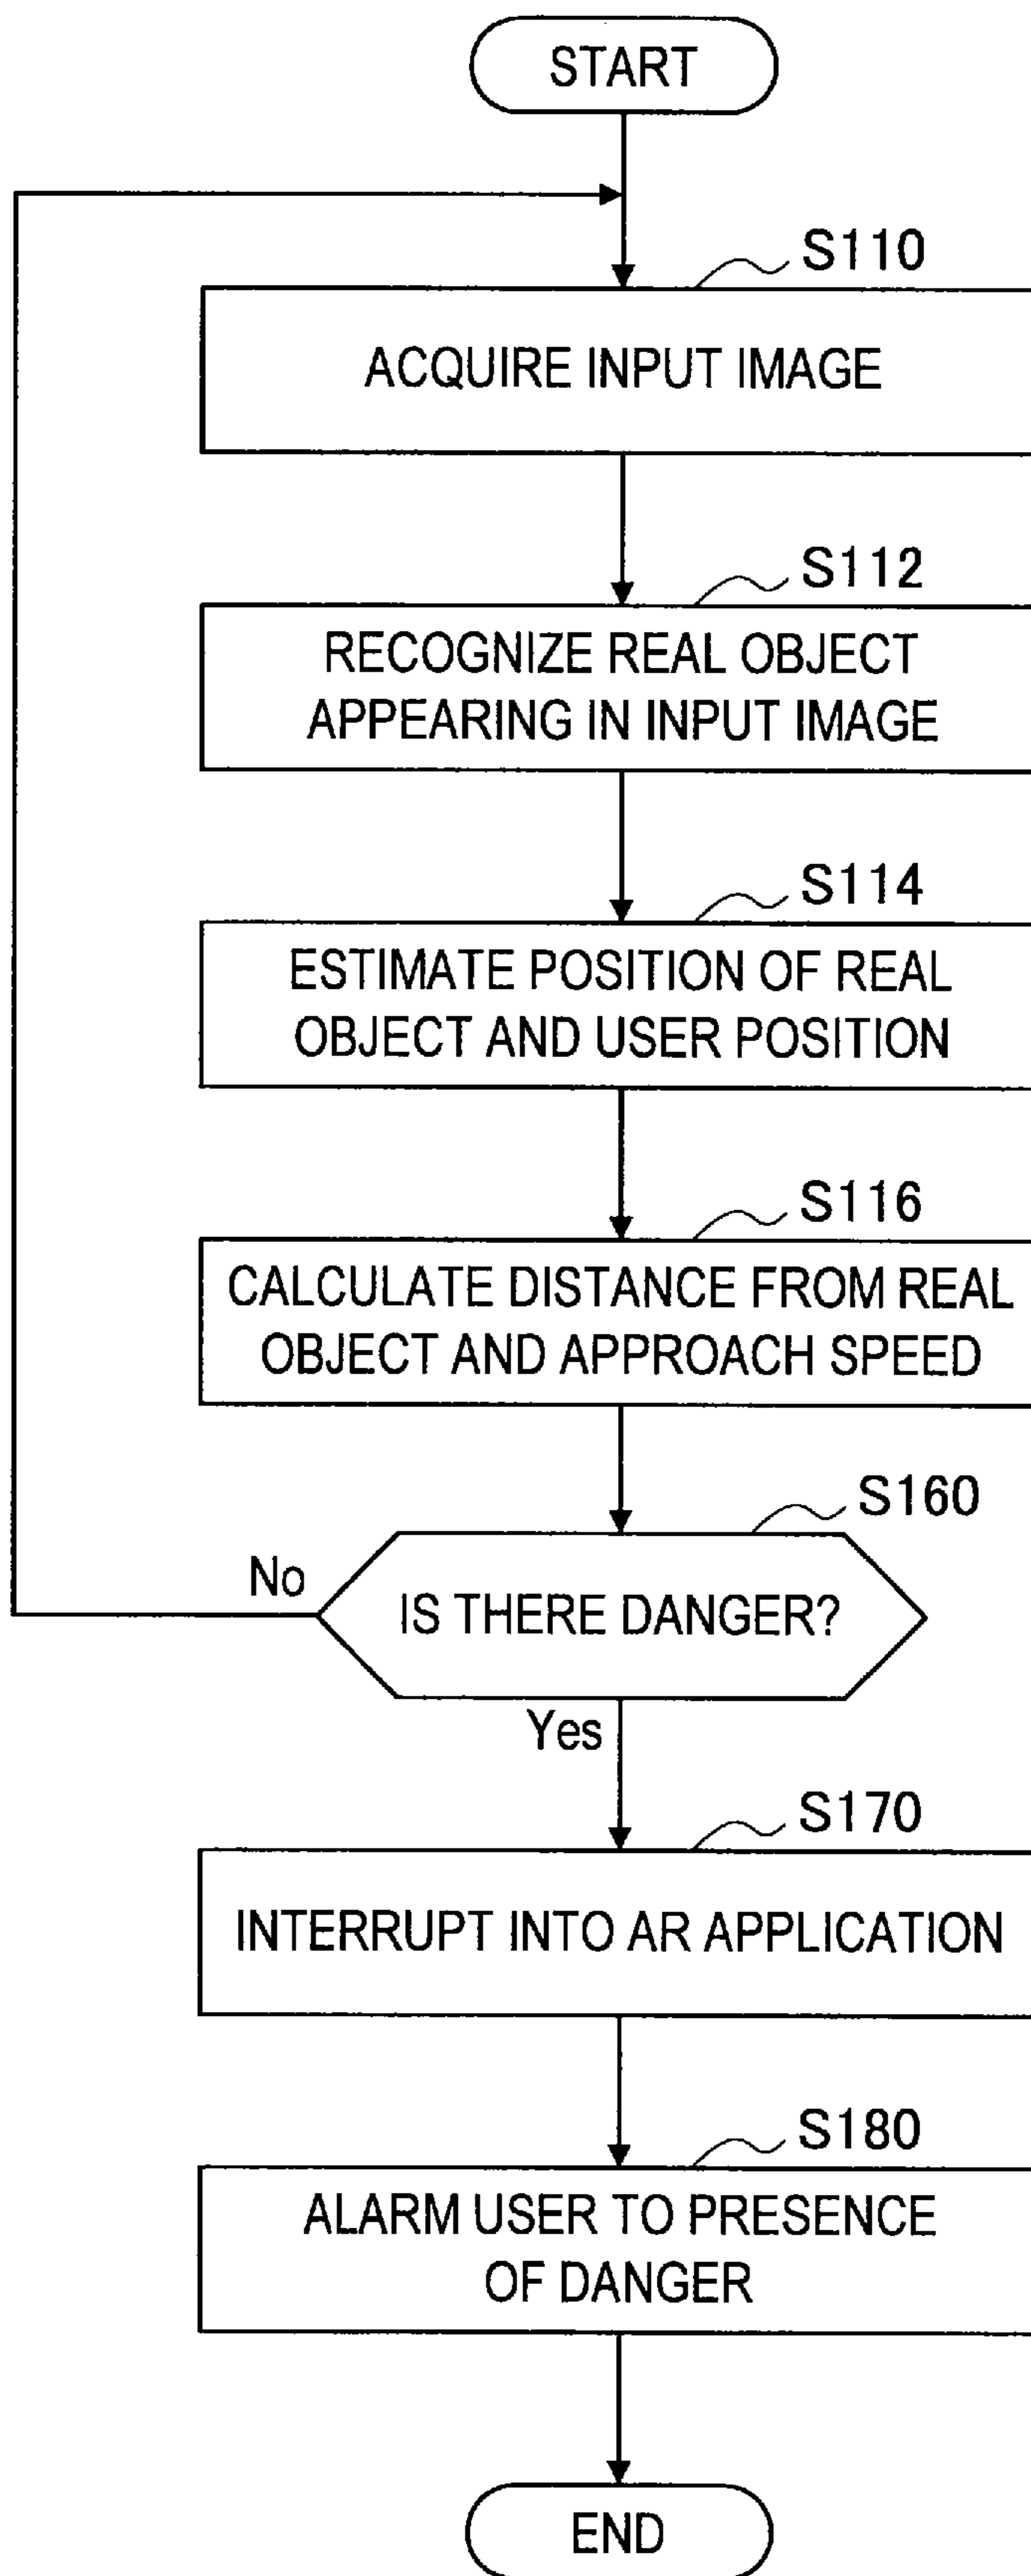 START
S110
ACQUIRE INPUT IMAGE
S112
RECOGNIZE REAL OBJECT
APPEARING IN INPUT IMAGE
S114
ESTIMATE POSITION OF REAL
OBJECT AND USER POSITION
S116
CALCULATE DISTANCE FROM REAL
OBJECT AND APPROACH SPEED
S160
No
IS THERE DANGER?
Yes
S170
INTERRUPT INTO AR APPLICATION
S180
ALARM USER TO PRESENCE
OF DANGER
END